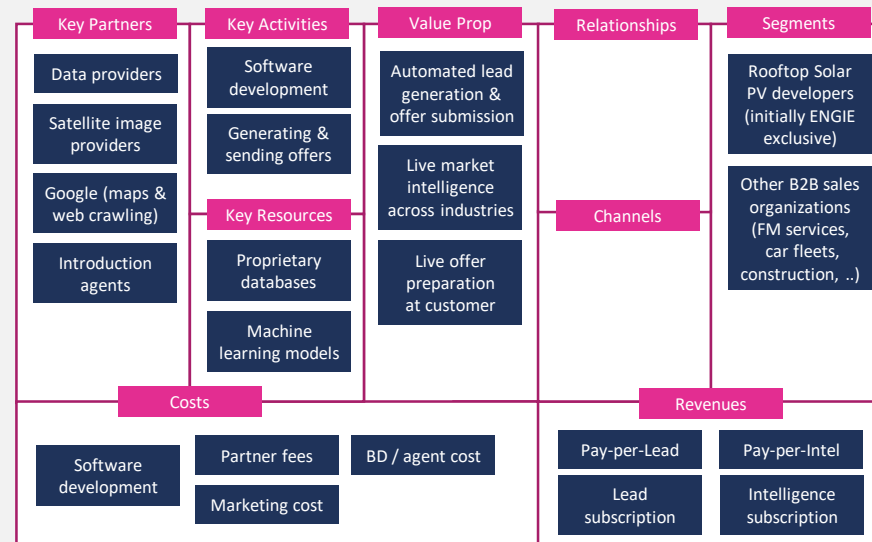 Key Partners
Data providers
Satellite image
providers
Google (maps &
web crawling)
Introduction
agents
Key Activities
Software
development
Generating &
sending offers
Key Resources
Proprietary
databases
Machine
learning models
Value Prop
Automated lead
generation &
offer submission
Live market
intelligence
across industries
Live offer
preparation
at customer
Relationships
Channels
Segments
Rooftop Solar
PV developers
(initially ENGIE
exclusive)
Other B2B sales
organizations
(FM services,
car fleets,
construction, ..)
Costs
Software
development
Partner fees
Marketing cost
BD / agent cost
Revenues
Pay-per-Lead
Pay-per-Intel
Lead
subscription
Intelligence
subscription